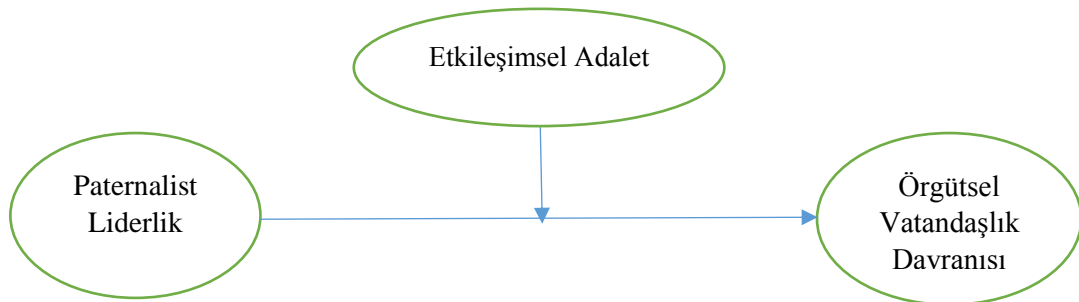 Etkileşimsel Adalet
Paternalist
Liderlik
Örgütsel
Vatandaşlık
Davranısı